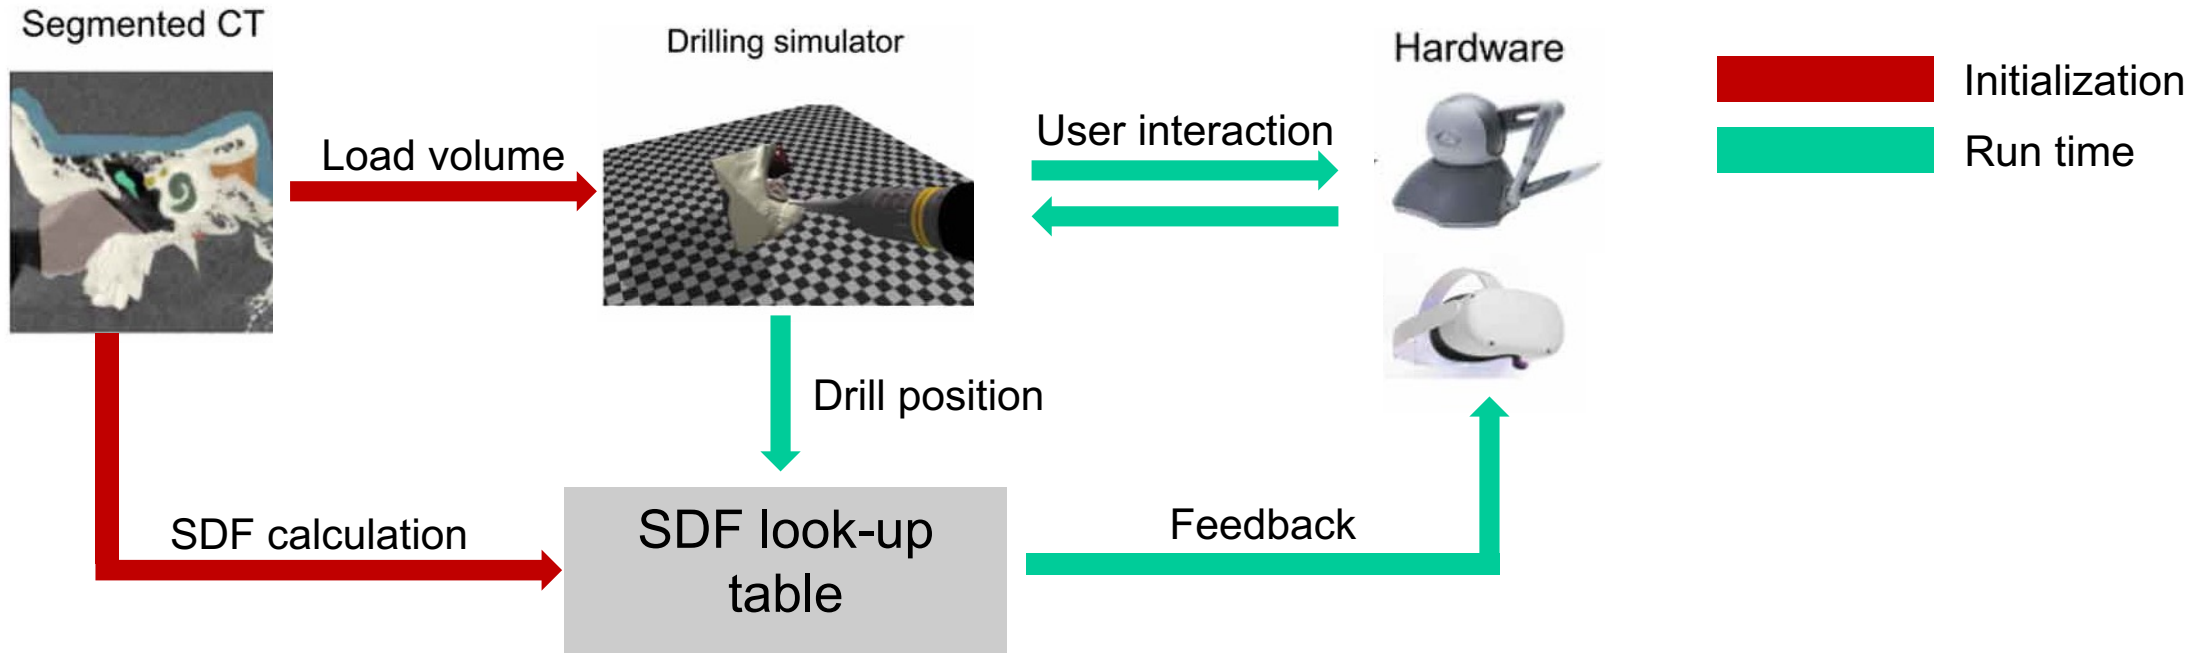 Segmented CT
Drilling simulator
Hardware
Initialization
Run time
Load volume
User interaction
Drill position
SDF calculation
SDF look-up
table
Feedback